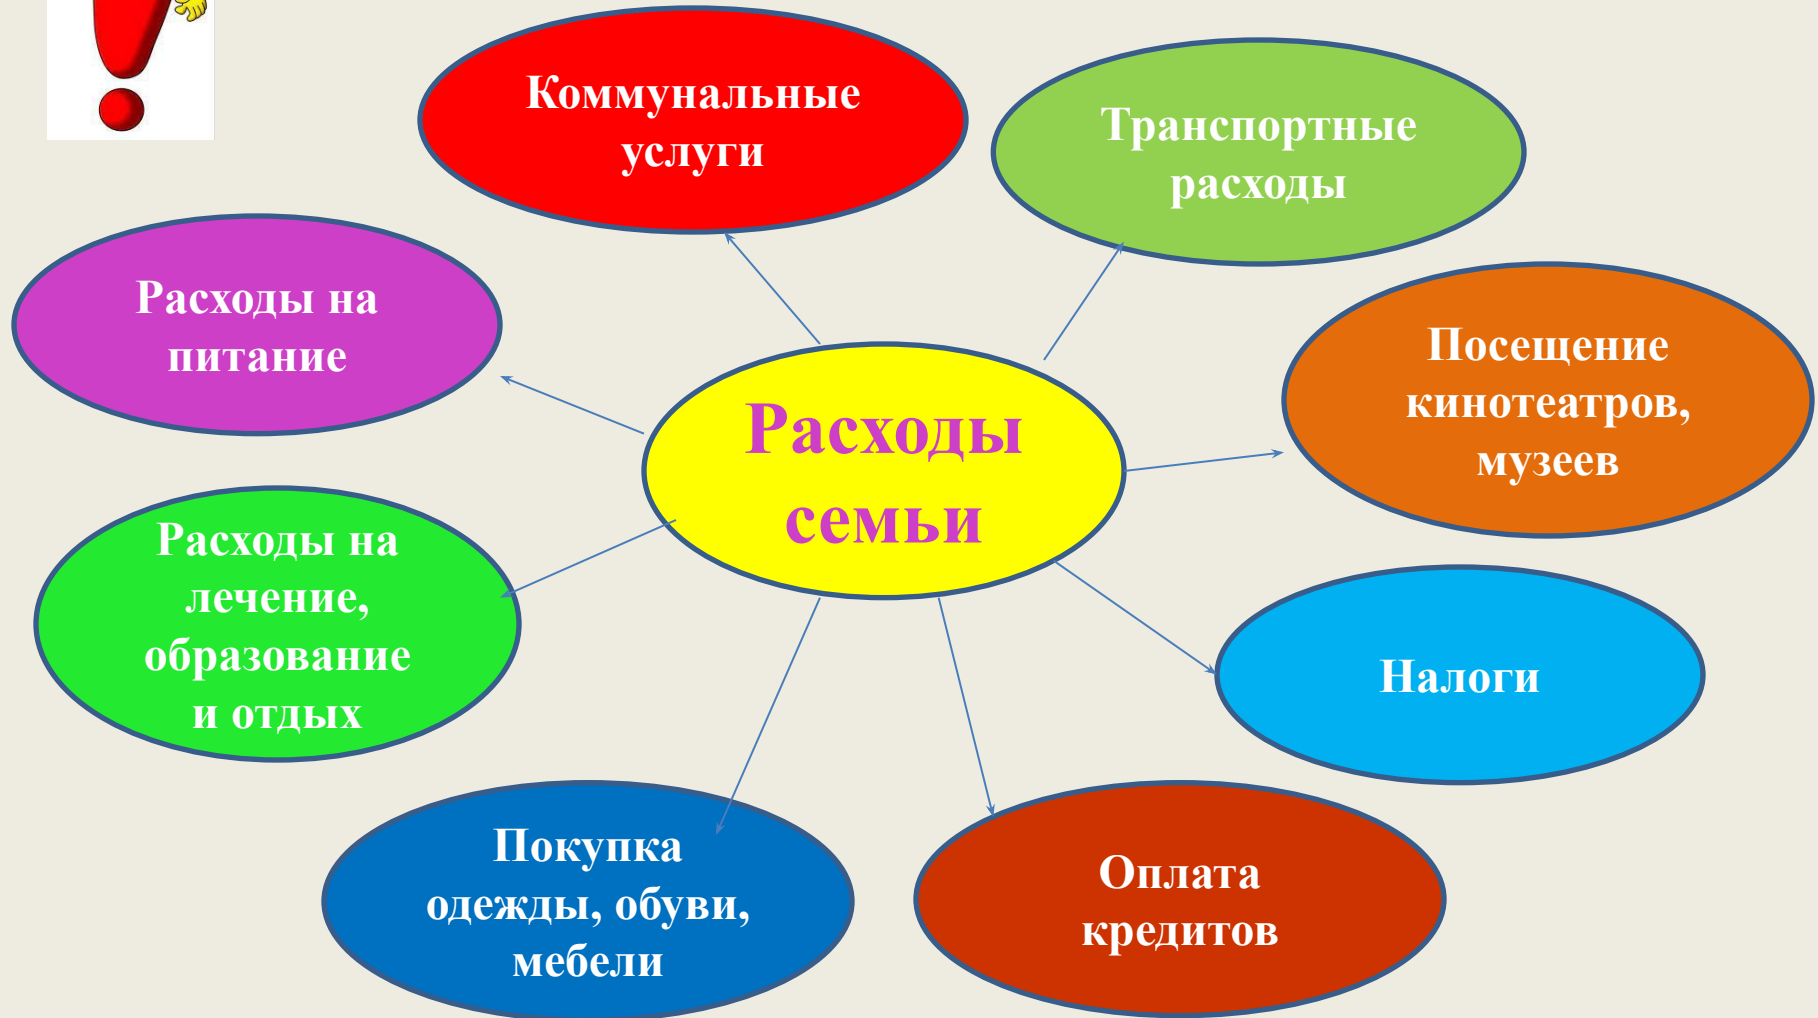 Коммунальные
услуги
Транспортные
расходы
Расходы на
питание
Посещение
кинотеатров,
музеев
Расходы
семьи
Расходы на
лечение,
образование
и отдых
Налоги
Покупка
одежды, обуви,
мебели
Оплата
кредитов